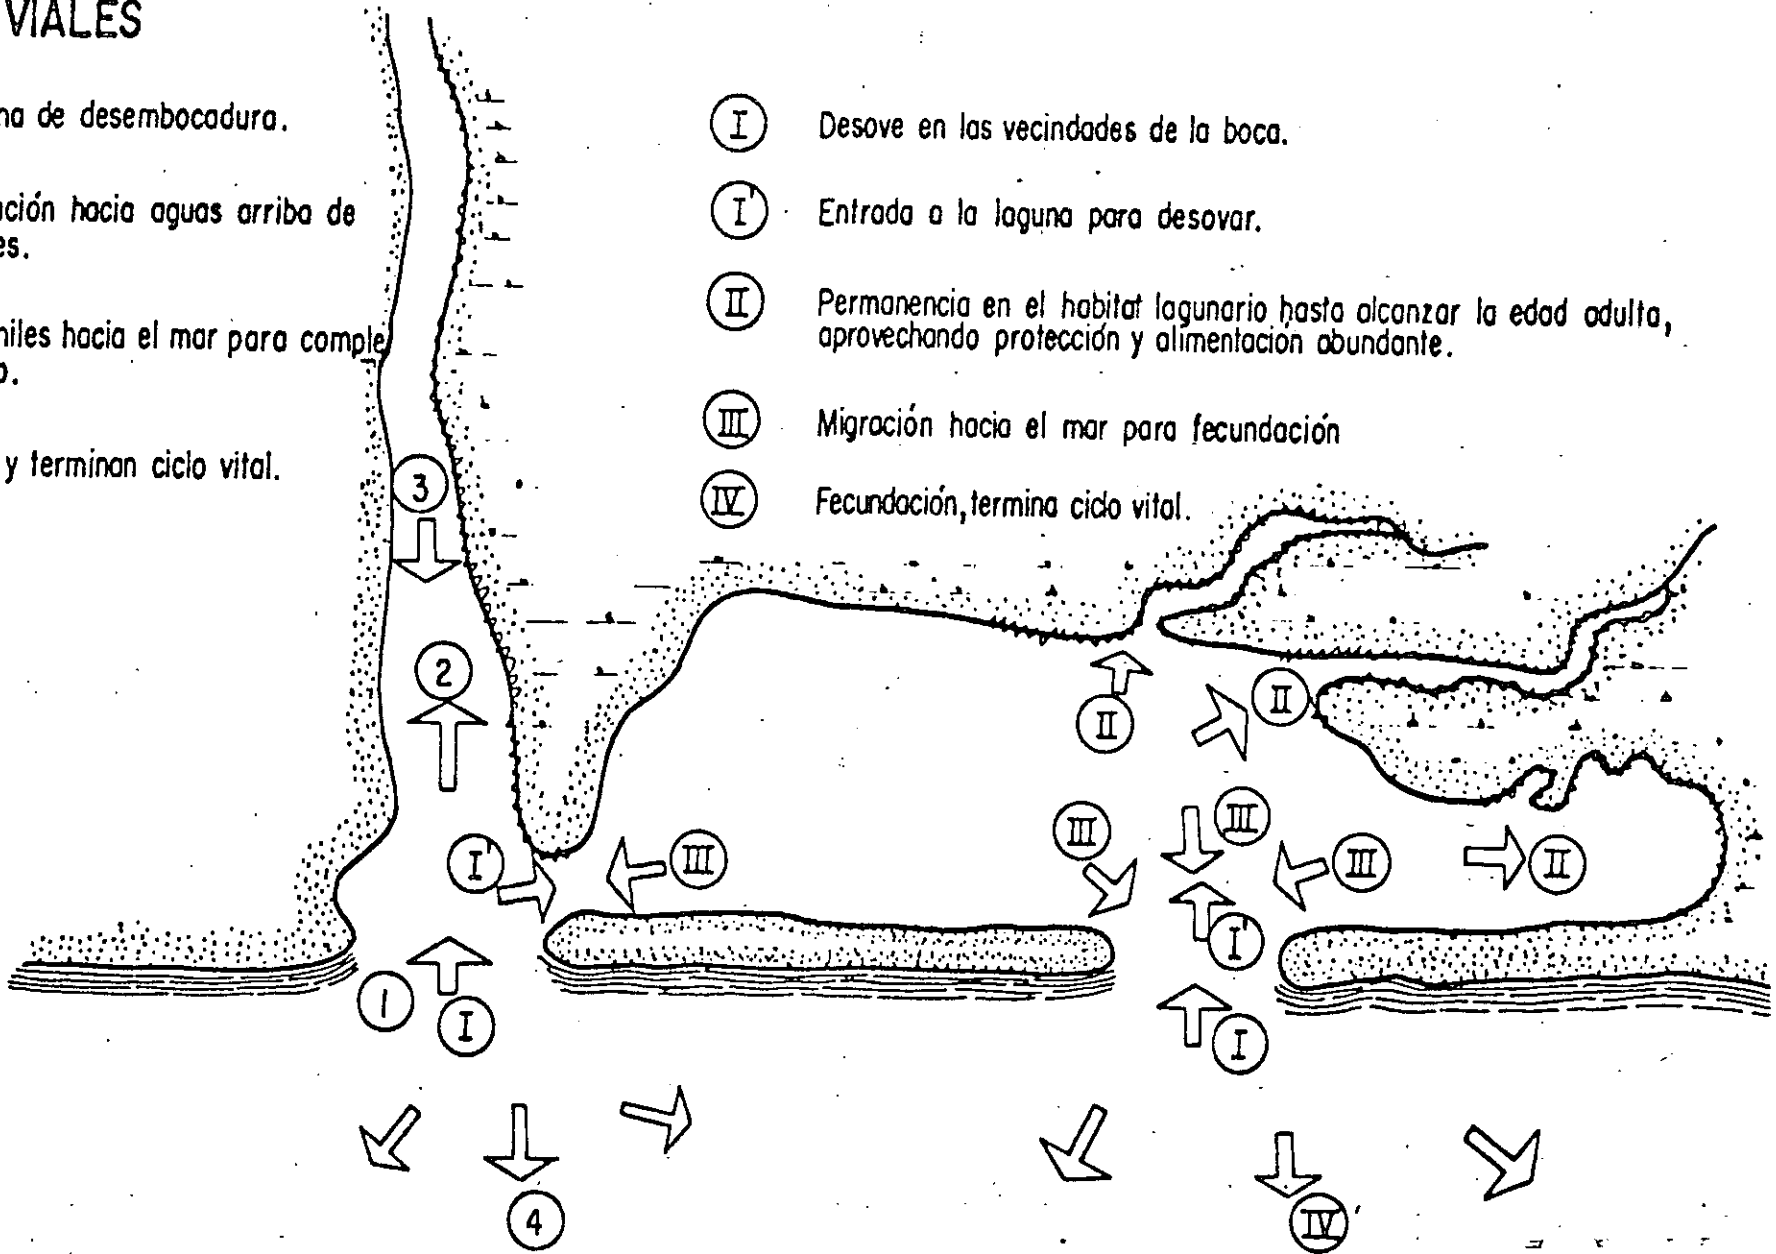 VIALES
na de desembocadura.
ación hacia aguas arriba de
es.
niles hacia el mar para comple
o.
y terminan ciclo vital.
I Desove en las vecindades de la boca.
I' Entrada a la laguna para desovar.
II Permanencia en el habitat lagunario hasta alcanzar la edad adulta,
aprovechando protección y alimentación abundante.
III Migración hacia el mar para fecundación
IV Fecundación, termina ciclo vital.
3
2
II
II
III
III
I'
III
III
II
I'
1
I
I
4
IV